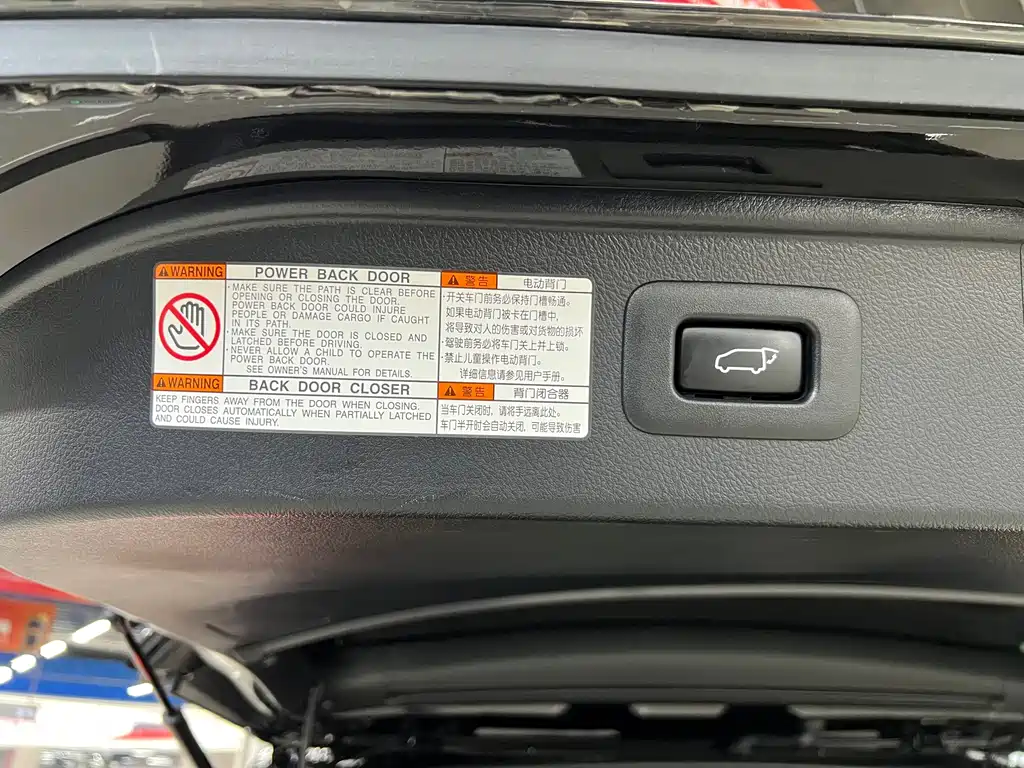 WARNING POWER BACK DOOR
·MAKE SURE THE PATH IS CLEAR BEFORE
OPENING OR CLOSING THE DOOR.
POWER BACK DOOR COULD INJURE
PEOPLE OR DAMAGE CARGO IF CAUGHT
IN ITS PATH.
·MAKE SURE THE DOOR IS CLOSED AND
LATCHED BEFORE DRIVING.
·NEVER ALLOW A CHILD TO OPERATE THE
POWER BACK DOOR.
SEE OWNER'S MANUAL FOR DETAILS.
WARNING BACK DOOR CLOSER
KEEP FINGERS AWAY FROM THE DOOR WHEN CLOSING.
DOOR CLOSES AUTOMATICALLY WHEN PARTIALLY LATCHED
AND COULD CAUSE INJURY.
警告 电动背门
·开关车门前务必保持门槽畅通。
如果电动背门被卡在门槽中,
将导致对人的伤害或对货物的损坏
·驾驶前务必将车门关上并上锁。
·禁止儿童操作电动背门。
详细信息请参见用户手册。
警告 背门闭合器
当车门关闭时, 请将手远离此处。
车门半开时会自动关闭, 可能导致伤害